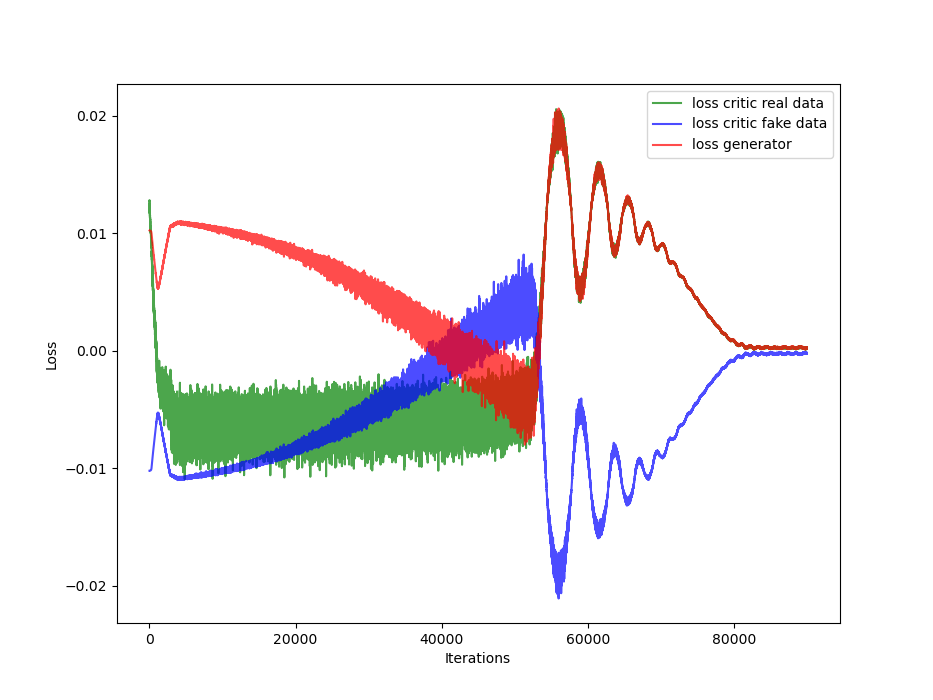 0.02
0.01
0.00
−0.01
−0.02
Loss
0
20000
40000
60000
80000
Iterations
loss critic real data
loss critic fake data
loss generator